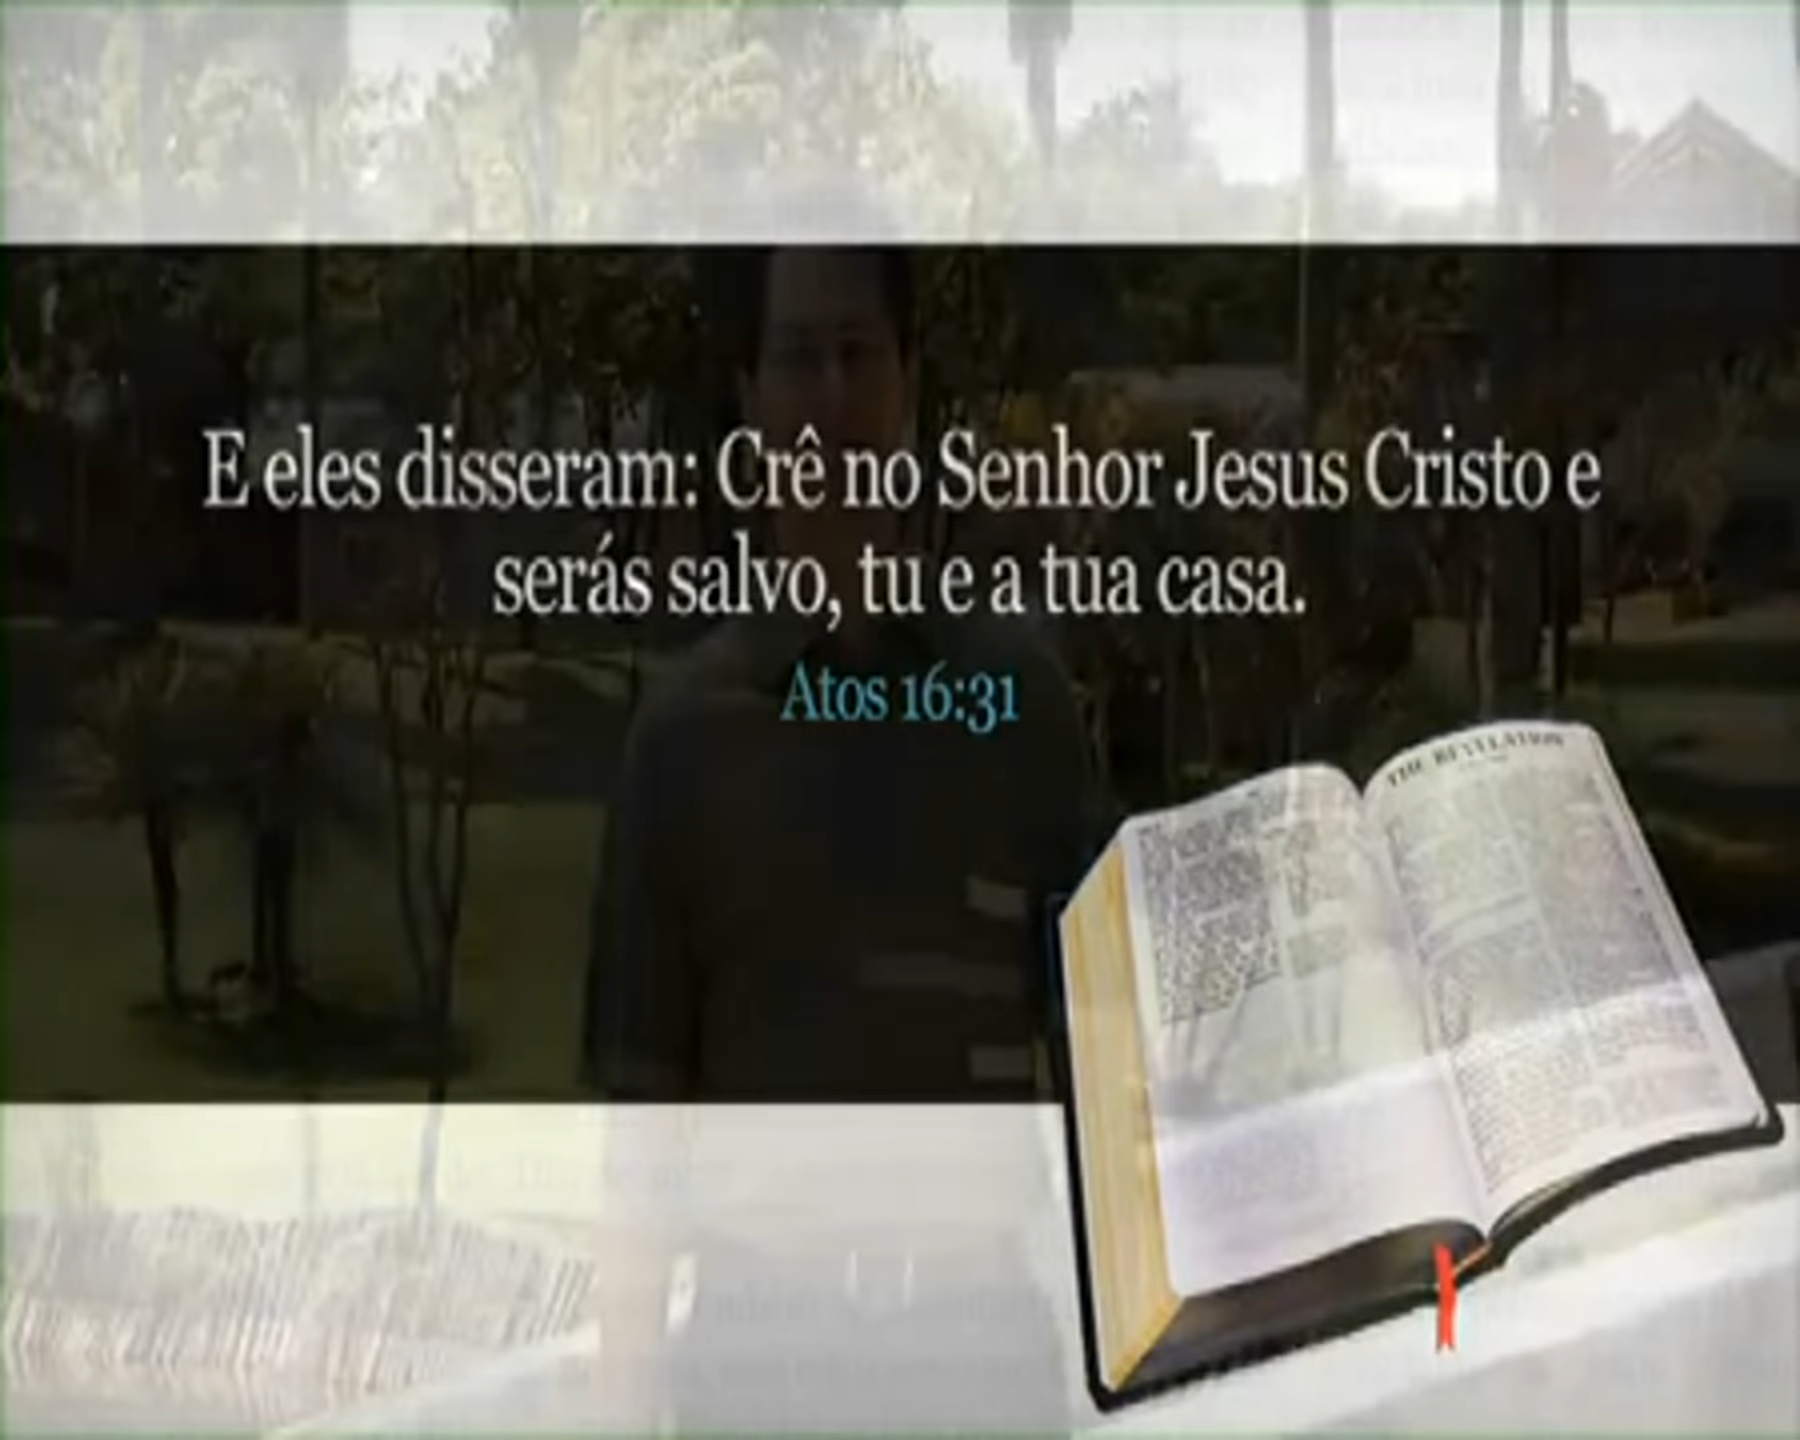 E eles disseram: Crê no Senhor Jesus Cristo e
serás salvo, tu e a tua casa.
Atos 16:31
THE REVELATION